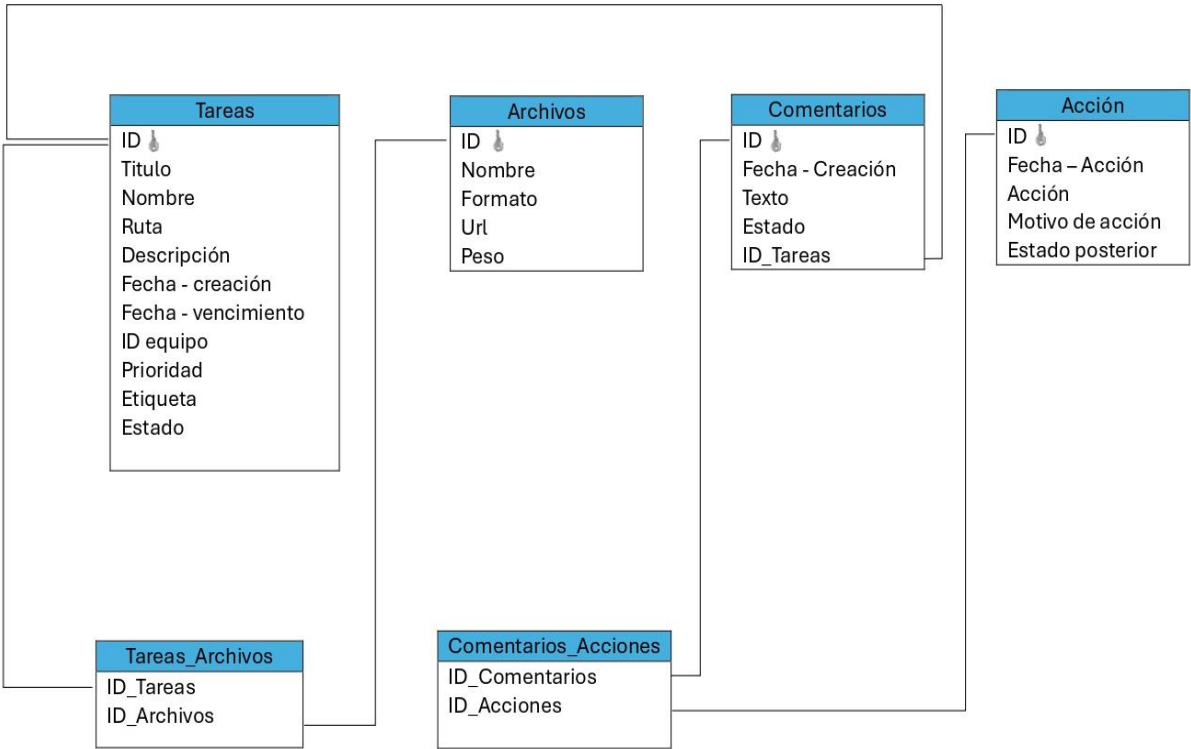 Tareas
ID
Titulo
Nombre
Ruta
Descripción
Fecha - creación
Fecha - vencimiento
ID equipo
Prioridad
Etiqueta
Estado
Archivos
ID
Nombre
Formato
Url
Peso
Comentarios
ID
Fecha - Creación
Texto
Estado
ID_Tareas
Acción
ID
Fecha – Acción
Acción
Motivo de acción
Estado posterior
Tareas_Archivos
ID_Tareas
ID_Archivos
Comentarios_Acciones
ID_Comentarios
ID_Acciones